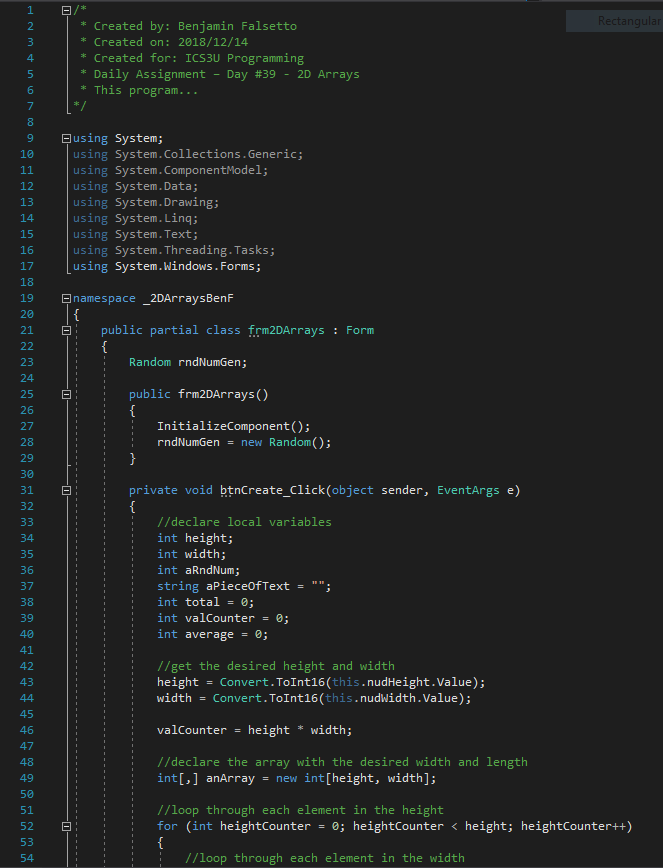 Rectangular
1 /*
2 * Created by: Benjamin Falsetto
3 * Created on: 2018/12/14
4 * Created for: ICS3U Programming
5 * Daily Assignment – Day #39 - 2D Arrays
6 * This program...
7 */
8
9 using System;
10 using System.Collections.Generic;
11 using System.ComponentModel;
12 using System.Data;
13 using System.Drawing;
14 using System.Linq;
15 using System.Text;
16 using System.Threading.Tasks;
17 using System.Windows.Forms;
18
19 namespace _2DArraysBenF
20 {
21 public partial class frm2DArrays : Form
22 {
23 Random rndNumGen;
24
25 public frm2DArrays()
26 {
27 InitializeComponent();
28 rndNumGen = new Random();
29 }
30
31 private void btnCreate_Click(object sender, EventArgs e)
32 {
33 //declare local variables
34 int height;
35 int width;
36 int aRndNum;
37 string aPieceOfText = "";
38 int total = 0;
39 int valCounter = 0;
40 int average = 0;
41
42 //get the desired height and width
43 height = Convert.ToInt16(this.nudHeight.Value);
44 width = Convert.ToInt16(this.nudWidth.Value);
45
46 valCounter = height * width;
47
48 //declare the array with the desired width and length
49 int[,] anArray = new int[height, width];
50
51 //loop through each element in the height
52 for (int heightCounter = 0; heightCounter < height; heightCounter++)
53 {
54 //loop through each element in the width